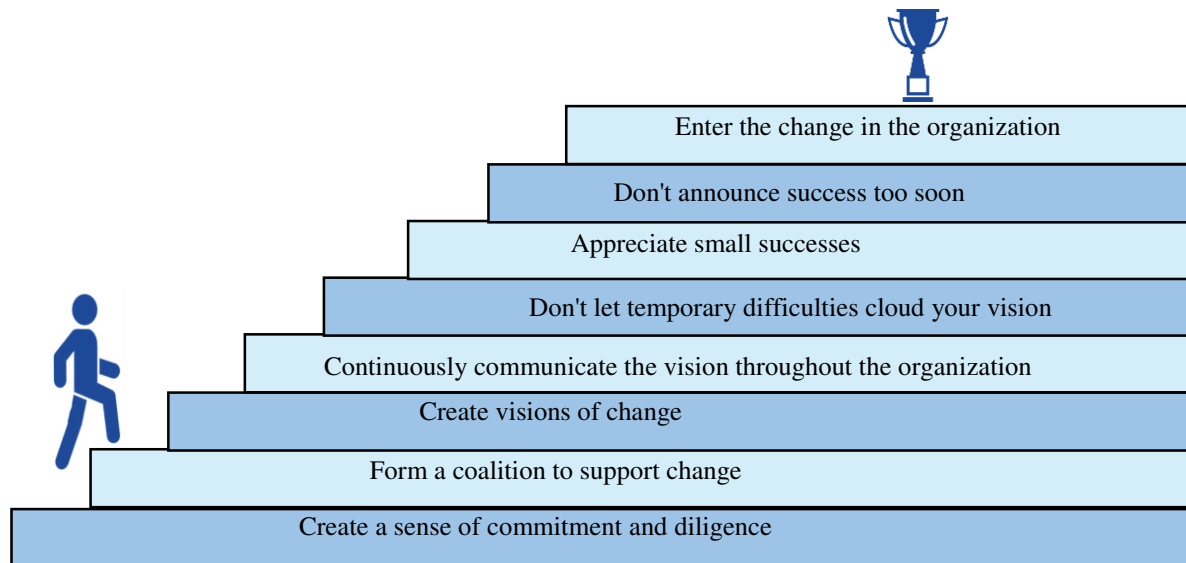 Enter the change in the organization
Don't announce success too soon
Appreciate small successes
Don't let temporary difficulties cloud your vision
Continuously communicate the vision throughout the organization
Create visions of change
Form a coalition to support change
Create a sense of commitment and diligence